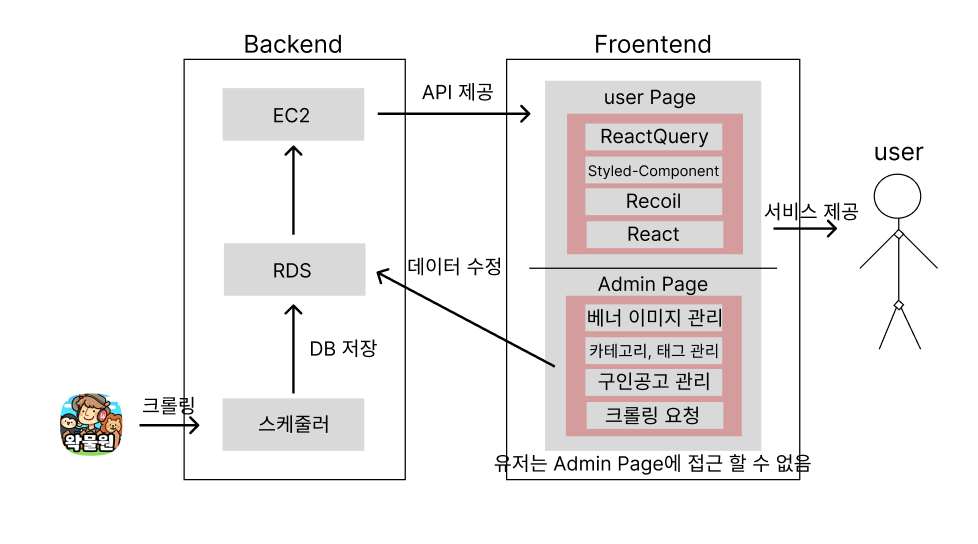 Backend
Froentend
EC2
API 제공
user Page
ReactQuery
Styled-Component
Recoil
React
user
서비스 제공
RDS
데이터 수정
Admin Page
베너 이미지 관리
카테고리, 태그 관리
구인공고 관리
크롤링 요청
DB 저장
크롤링
스케줄러
왁물원
유저는 Admin Page에 접근 할 수 없음